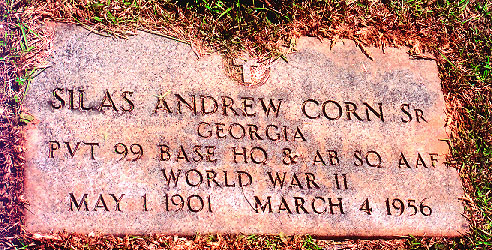 SILAS ANDREW CORN SR
GEORGIA
PVT 99 BASE HQ & AB SQ AAF
WORLD WAR II
MAY 1 1901 MARCH 4 1956